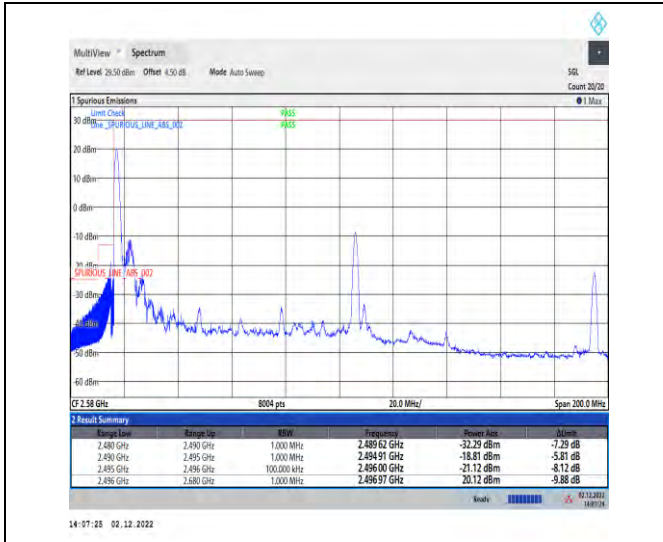 MultiView Spectrum
Ref Level 29.50 dBm Offset 4.50 dB Mode Auto Sweep SGL
Count 20/20
1 Spurious Emissions 1 Max
Limit Check PASS
30 dBm
Line _SPURIOUS_LINE_ABS_002 PASS
20 dBm
10 dBm
0 dBm
-10 dBm
-20 dBm
_SPURIOUS_LINE_ABS_002
-30 dBm
-40 dBm
-50 dBm
-60 dBm
CF 2.58 GHz 8004 pts 20.0 MHz/ Span 200.0 MHz
2 Result Summary
Range Low Range Up RBW Frequency Power Abs ΔLimit
2.480 GHz 2.490 GHz 1.000 MHz 2.489 62 GHz -32.29 dBm -7.29 dB
2.490 GHz 2.495 GHz 1.000 MHz 2.494 91 GHz -18.81 dBm -5.81 dB
2.495 GHz 2.496 GHz 100.000 kHz 2.496 00 GHz -21.12 dBm -8.12 dB
2.496 GHz 2.680 GHz 1.000 MHz 2.496 97 GHz 20.12 dBm -9.88 dB
Ready 02.12.2022
14:07:25 02.12.2022